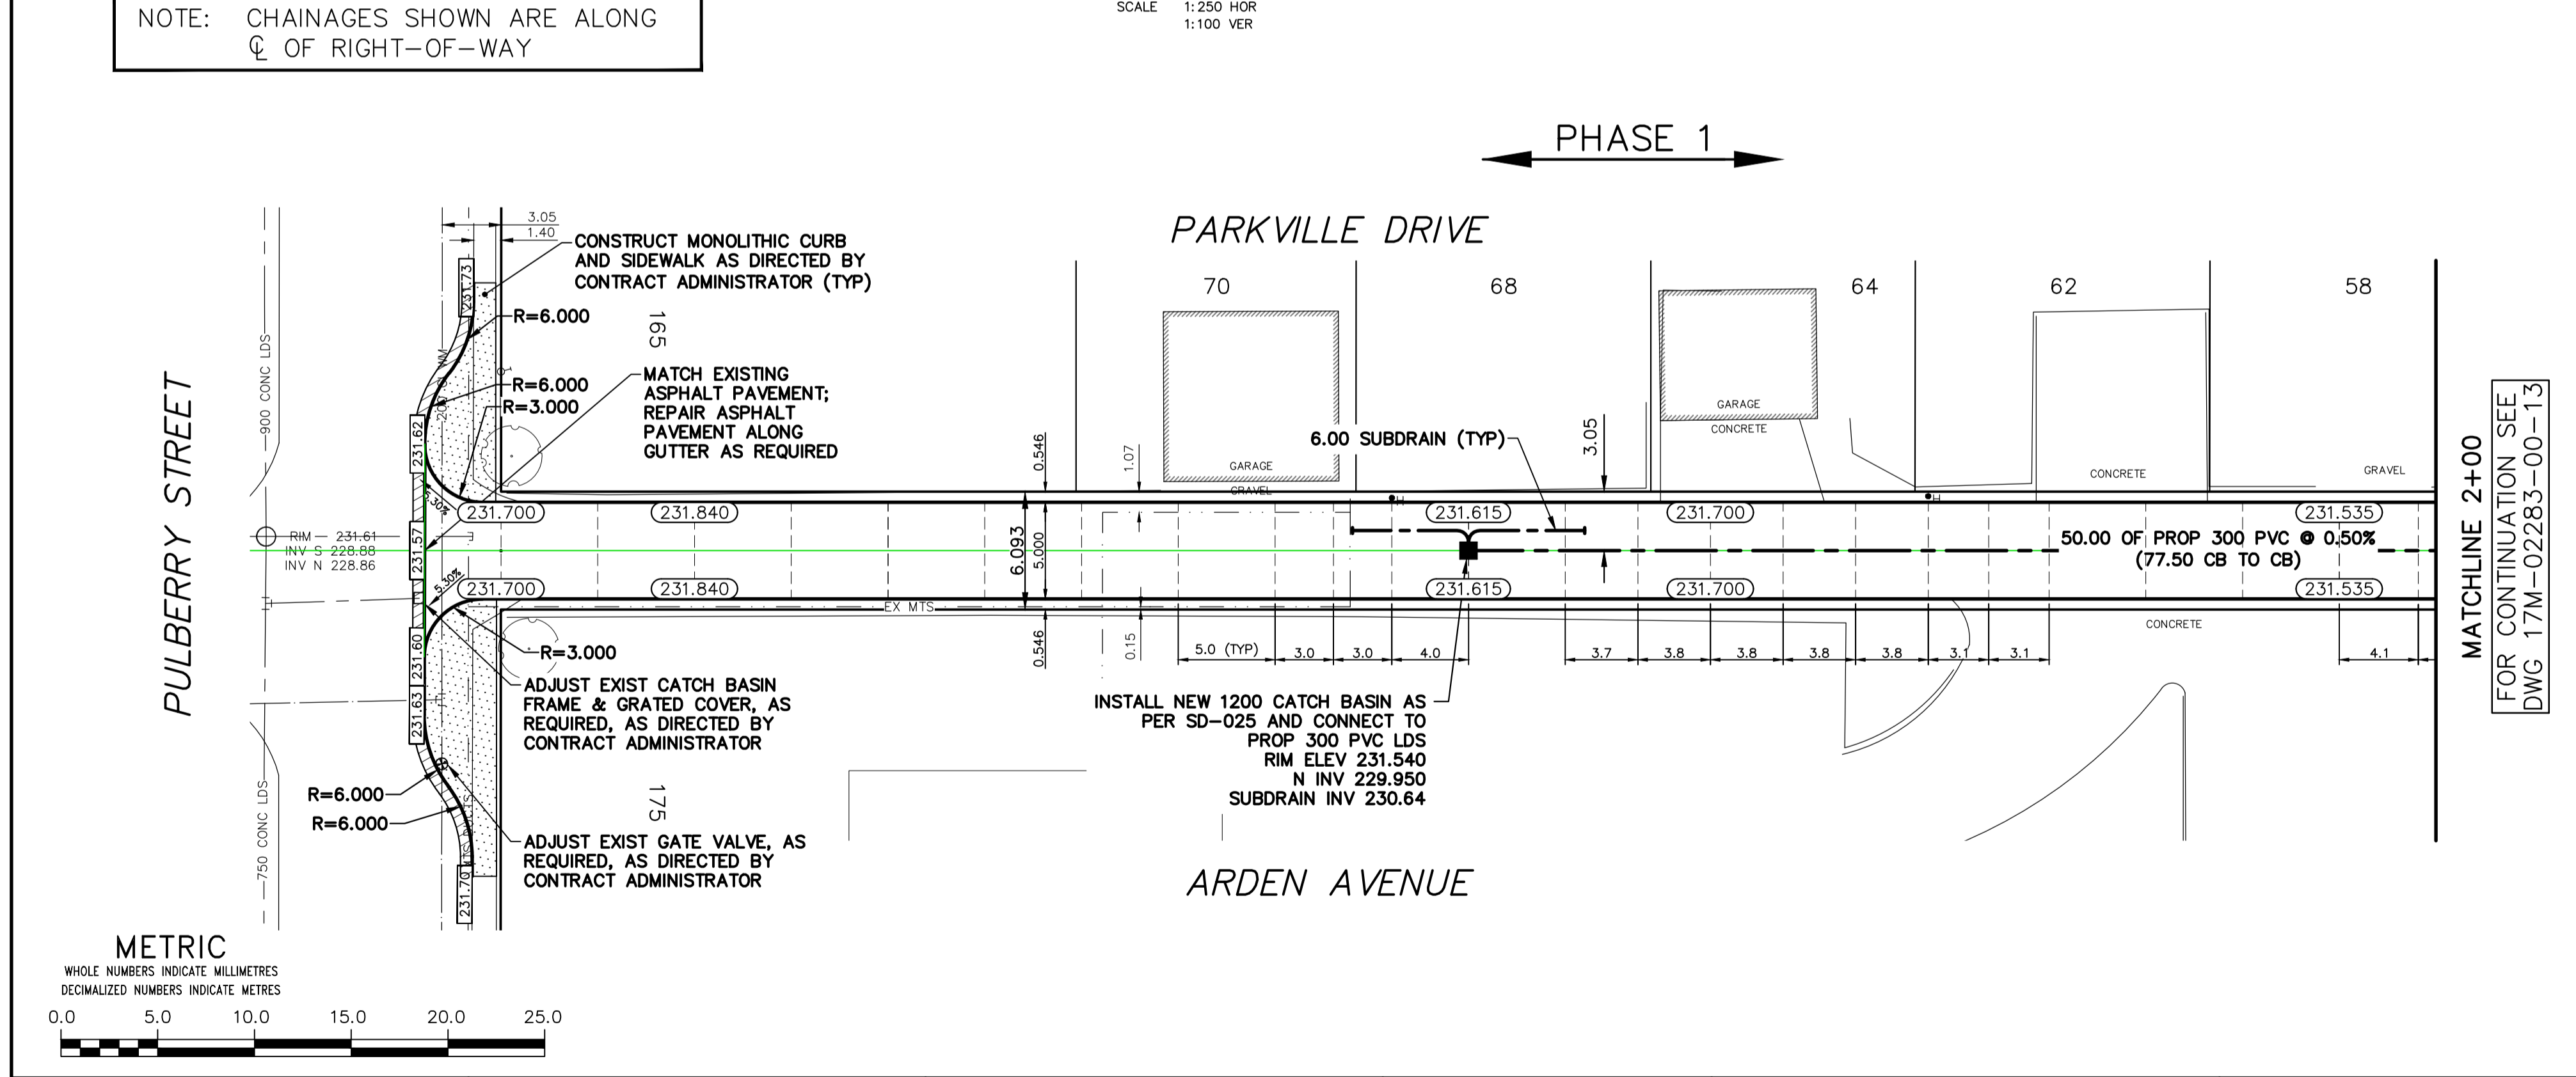 NOTE: CHAINAGES SHOWN ARE ALONG
℄ OF RIGHT-OF-WAY
SCALE 1:250 HOR
1:100 VER
PHASE 1
PARKVILLE DRIVE
3.05
1.40
CONSTRUCT MONOLITHIC CURB
AND SIDEWALK AS DIRECTED BY
CONTRACT ADMINISTRATOR (TYP)
231.73
R=6.000
165
R=6.000
R=3.000
MATCH EXISTING
ASPHALT PAVEMENT;
REPAIR ASPHALT
PAVEMENT ALONG
GUTTER AS REQUIRED
900 CONC LDS
PULBERRY STREET
231.62
231.57
231.60
231.63
5.30%
5.30%
RIM 231.61
INV S 228.88
INV N 228.86
231.700
231.840
231.700
231.840
EX MTS
0.546
6.093
5.000
0.546
1.07
0.15
70
68
64
62
58
GARAGE
GRAVEL
6.00 SUBDRAIN (TYP)
3.05
GARAGE
CONCRETE
CONCRETE
GRAVEL
H
H
231.615
231.700
231.535
50.00 OF PROP 300 PVC @ 0.50%
(77.50 CB TO CB)
231.615
231.700
231.535
CONCRETE
5.0 (TYP)
3.0
3.0
4.0
3.7
3.8
3.8
3.8
3.8
3.1
3.1
4.1
MATCHLINE 2+00
FOR CONTINUATION SEE
DWG 17M-02283-00-13
R=3.000
ADJUST EXIST CATCH BASIN
FRAME & GRATED COVER, AS
REQUIRED, AS DIRECTED BY
CONTRACT ADMINISTRATOR
INSTALL NEW 1200 CATCH BASIN AS
PER SD-025 AND CONNECT TO
PROP 300 PVC LDS
RIM ELEV 231.540
N INV 229.950
SUBDRAIN INV 230.64
R=6.000
R=6.000
175
750 CONC LDS
231.70
ADJUST EXIST GATE VALVE, AS
REQUIRED, AS DIRECTED BY
CONTRACT ADMINISTRATOR
ARDEN AVENUE
METRIC
WHOLE NUMBERS INDICATE MILLIMETRES
DECIMALIZED NUMBERS INDICATE METRES
0.0 5.0 10.0 15.0 20.0 25.0